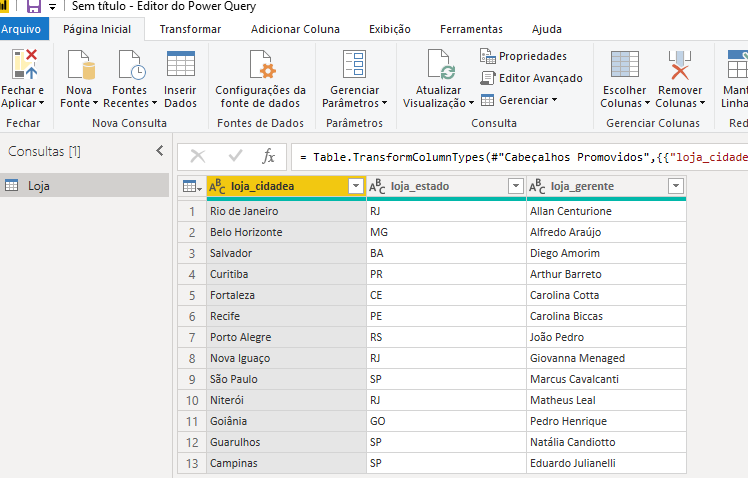 Sem título - Editor do Power Query
Arquivo
Página Inicial
Transformar
Adicionar Coluna
Exibição
Ferramentas
Ajuda
Fechar e
Aplicar
Nova
Fonte
Fontes
Recentes
Inserir
Dados
Configurações da
fonte de dados
Gerenciar
Parâmetros
Atualizar
Visualização
Propriedades
Editor Avançado
Gerenciar
Escolher
Colunas
Remover
Colunas
Mant
Linha
Fechar
Nova Consulta
Fontes de Dados
Parâmetros
Consulta
Gerenciar Colunas
Red
Consultas [1]
fx
= Table.TransformColumnTypes(#"Cabeçalhos Promovidos",{{"loja_cidade
Loja
ABC loja_cidadea ABC loja_estado ABC loja_gerente
1 Rio de Janeiro RJ Allan Centurione
2 Belo Horizonte MG Alfredo Araújo
3 Salvador BA Diego Amorim
4 Curitiba PR Arthur Barreto
5 Fortaleza CE Carolina Cotta
6 Recife PE Carolina Biccas
7 Porto Alegre RS João Pedro
8 Nova Iguaço RJ Giovanna Menaged
9 São Paulo SP Marcus Cavalcanti
10 Niterói RJ Matheus Leal
11 Goiânia GO Pedro Henrique
12 Guarulhos SP Natália Candiotto
13 Campinas SP Eduardo Julianelli